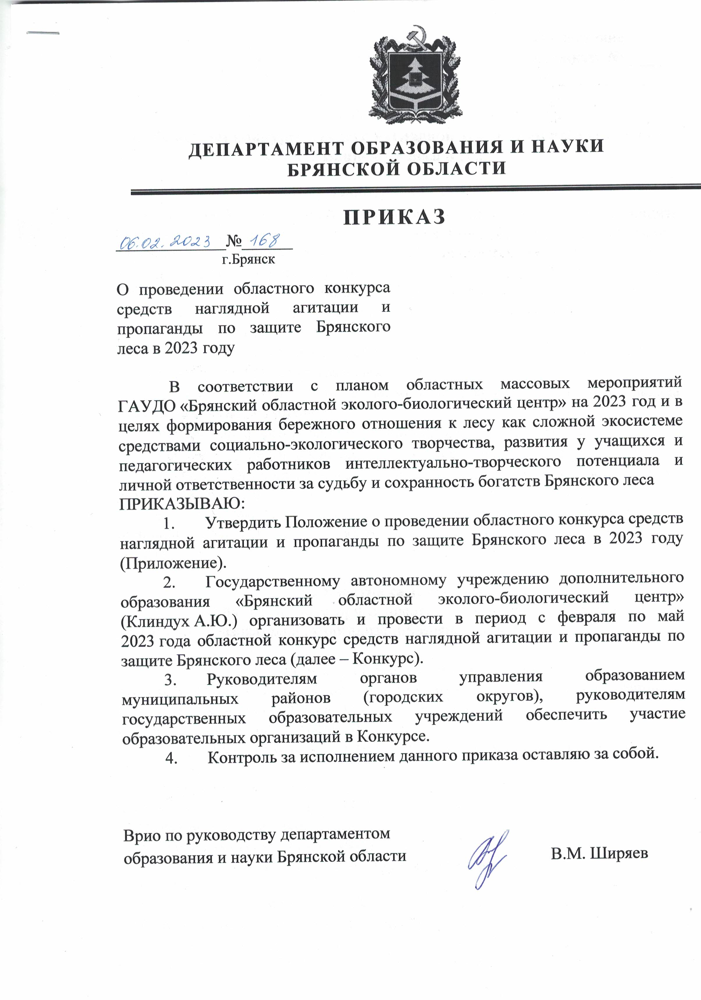 ДЕПАРТАМЕНТ ОБРАЗОВАНИЯ И НАУКИ
БРЯНСКОЙ ОБЛАСТИ
ПРИКАЗ
06.02.2023 № 168
г.Брянск
О проведении областного конкурса
средств наглядной агитации и
пропаганды по защите Брянского
леса в 2023 году
В соответствии с планом областных массовых мероприятий
ГАУДО «Брянский областной эколого-биологический центр» на 2023 год и в
целях формирования бережного отношения к лесу как сложной экосистеме
средствами социально-экологического творчества, развития у учащихся и
педагогических работников интеллектуально-творческого потенциала и
личной ответственности за судьбу и сохранность богатств Брянского леса
ПРИКАЗЫВАЮ:
1. Утвердить Положение о проведении областного конкурса средств
наглядной агитации и пропаганды по защите Брянского леса в 2023 году
(Приложение).
2. Государственному автономному учреждению дополнительного
образования «Брянский областной эколого-биологический центр»
(Клиндух А.Ю.) организовать и провести в период с февраля по май
2023 года областной конкурс средств наглядной агитации и пропаганды по
защите Брянского леса (далее – Конкурс).
3. Руководителям органов управления образованием
муниципальных районов (городских округов), руководителям
государственных образовательных учреждений обеспечить участие
образовательных организаций в Конкурсе.
4. Контроль за исполнением данного приказа оставляю за собой.
Врио по руководству департаментом
образования и науки Брянской области В.М. Ширяев